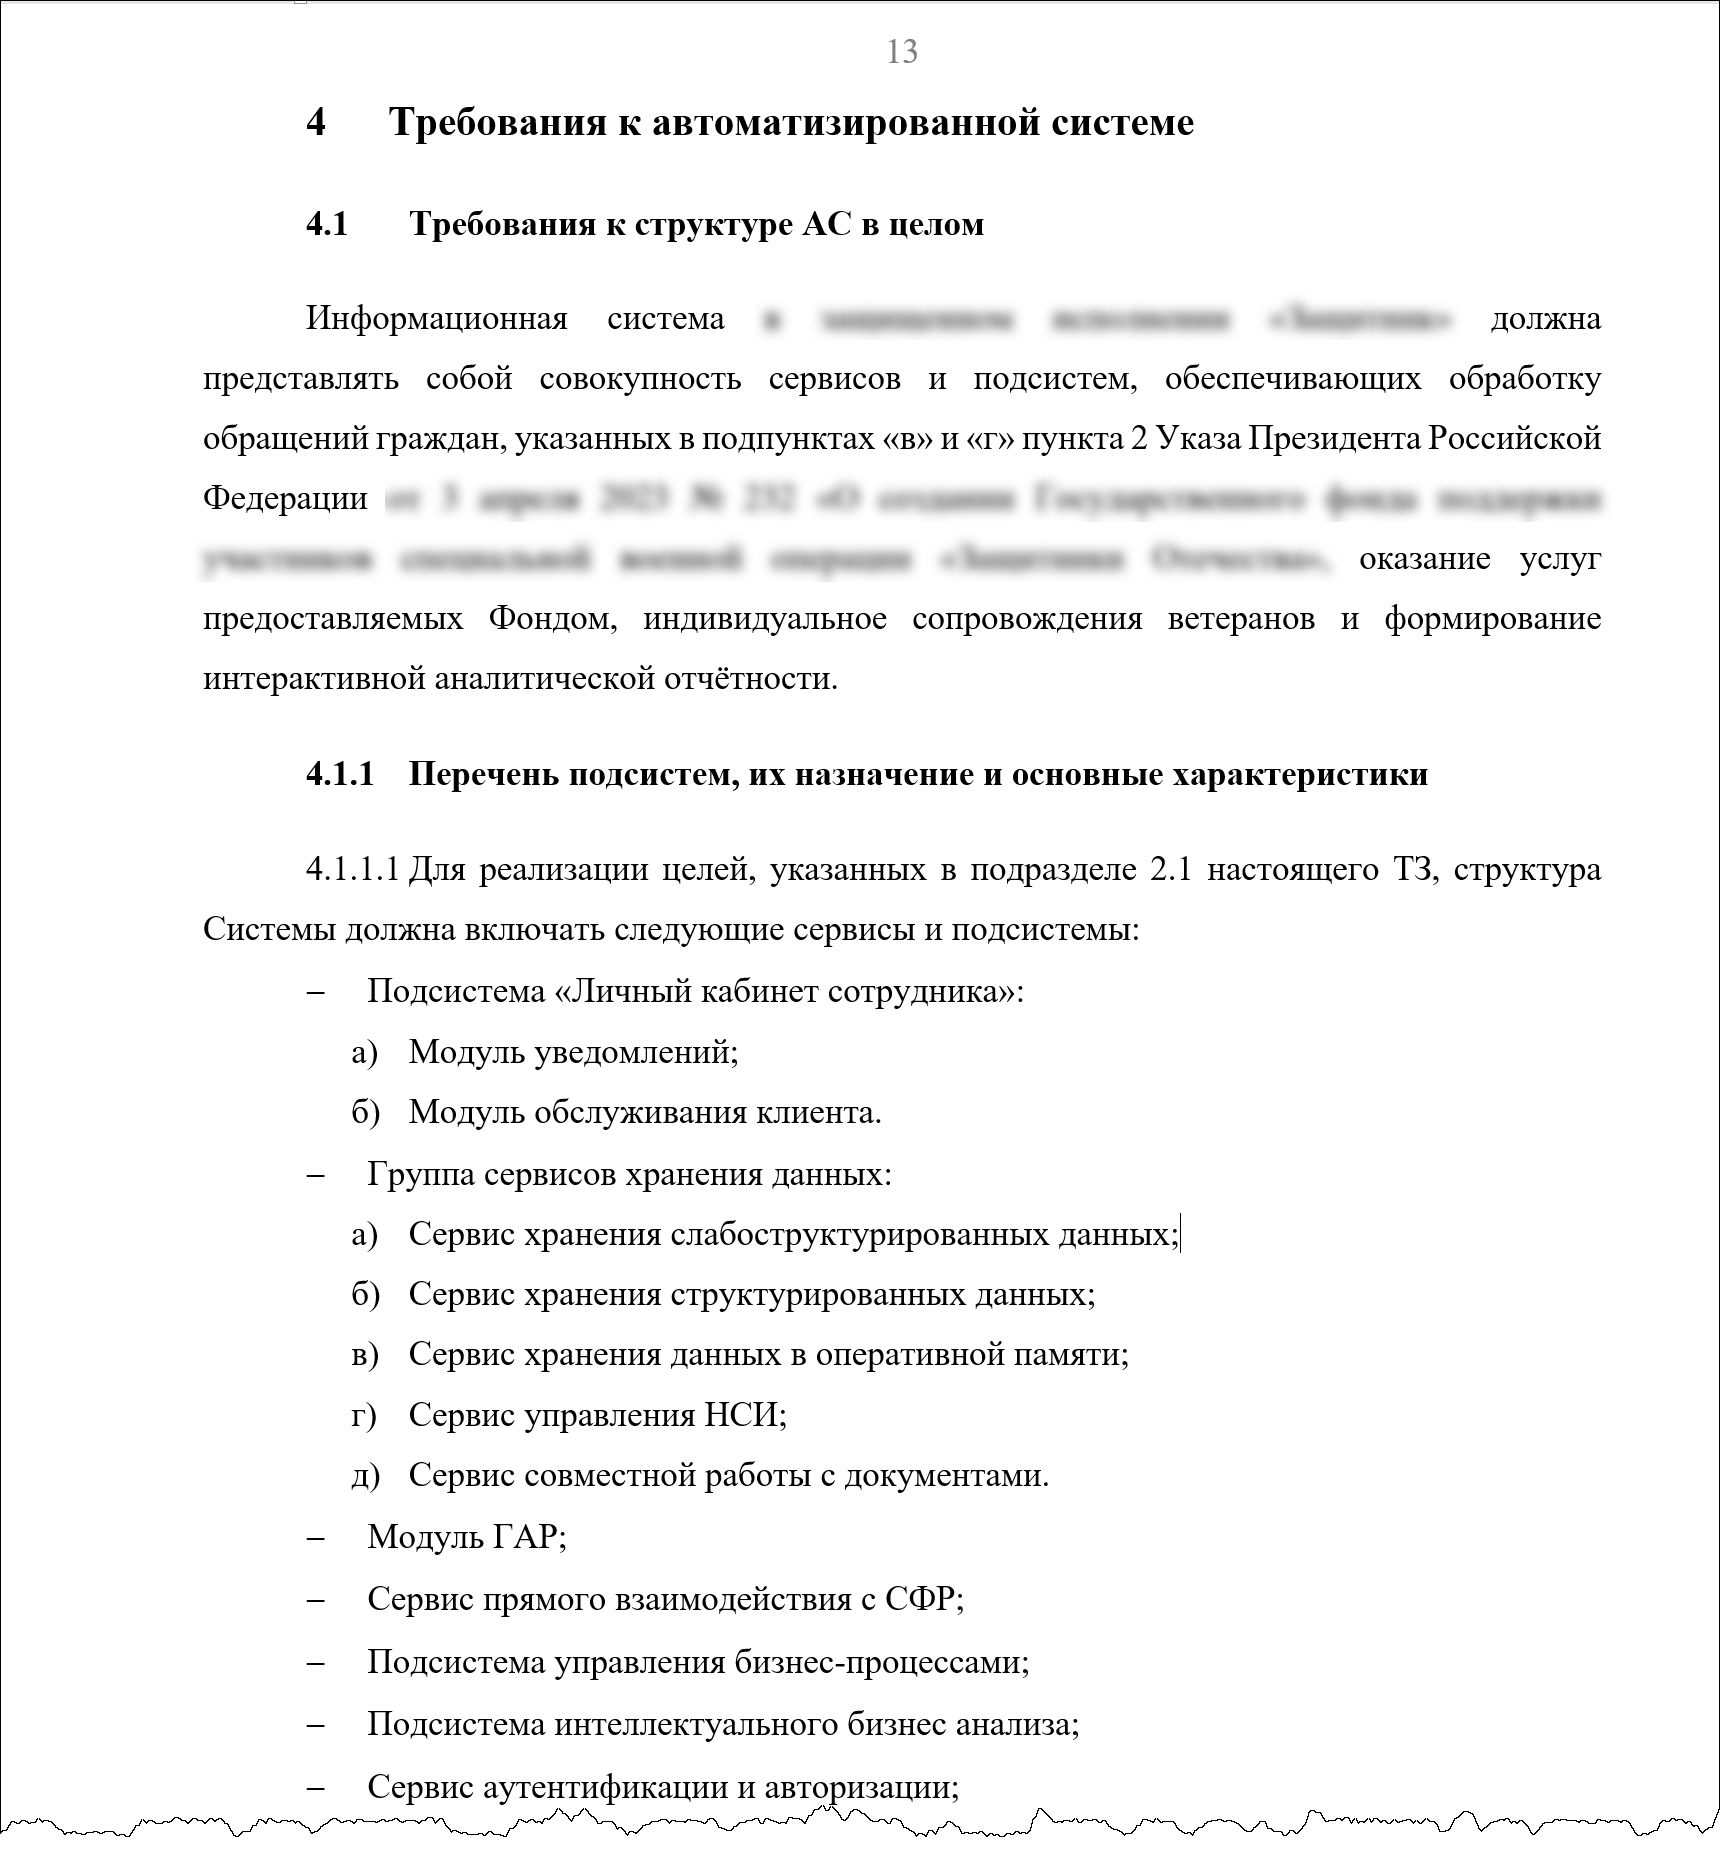 13
4 Требования к автоматизированной системе
4.1 Требования к структуре АС в целом
Информационная система должна
представлять собой совокупность сервисов и подсистем, обеспечивающих обработку
обращений граждан, указанных в подпунктах «в» и «г» пункта 2 Указа Президента Российской
Федерации
оказание услуг
предоставляемых Фондом, индивидуальное сопровождения ветеранов и формирование
интерактивной аналитической отчётности.
4.1.1 Перечень подсистем, их назначение и основные характеристики
4.1.1.1 Для реализации целей, указанных в подразделе 2.1 настоящего ТЗ, структура
Системы должна включать следующие сервисы и подсистемы:
– Подсистема «Личный кабинет сотрудника»:
а) Модуль уведомлений;
б) Модуль обслуживания клиента.
– Группа сервисов хранения данных:
а) Сервис хранения слабоструктурированных данных;
б) Сервис хранения структурированных данных;
в) Сервис хранения данных в оперативной памяти;
г) Сервис управления НСИ;
д) Сервис совместной работы с документами.
– Модуль ГАР;
– Сервис прямого взаимодействия с СФР;
– Подсистема управления бизнес-процессами;
– Подсистема интеллектуального бизнес анализа;
– Сервис аутентификации и авторизации;